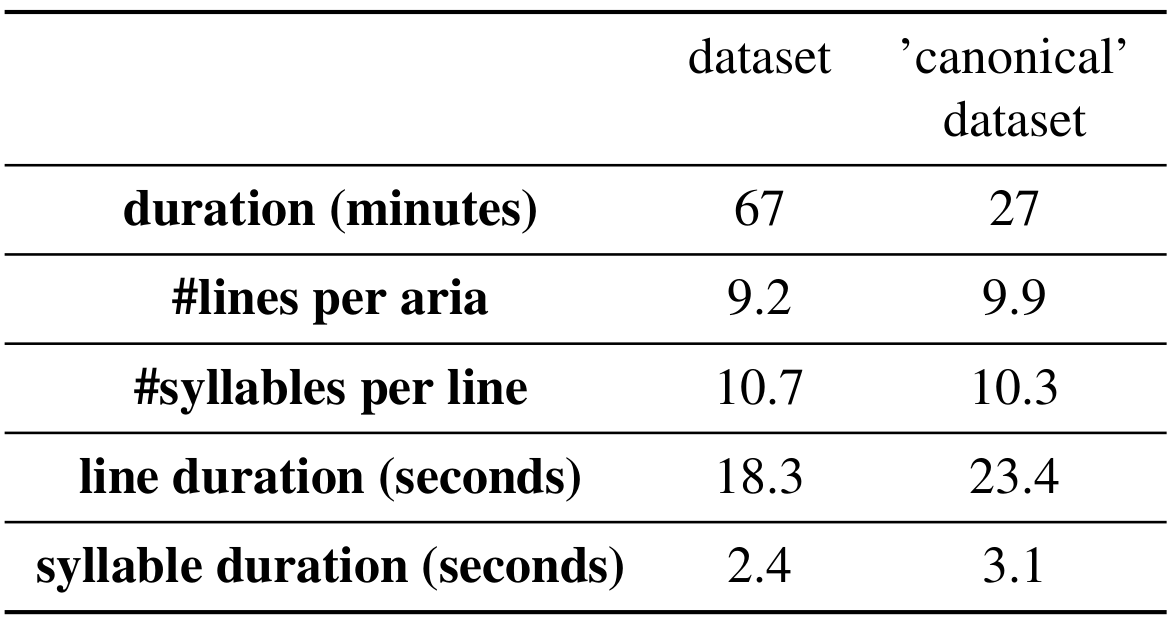 dataset ’canonical’
dataset
duration (minutes) 67 27
#lines per aria 9.2 9.9
#syllables per line 10.7 10.3
line duration (seconds) 18.3 23.4
syllable duration (seconds) 2.4 3.1